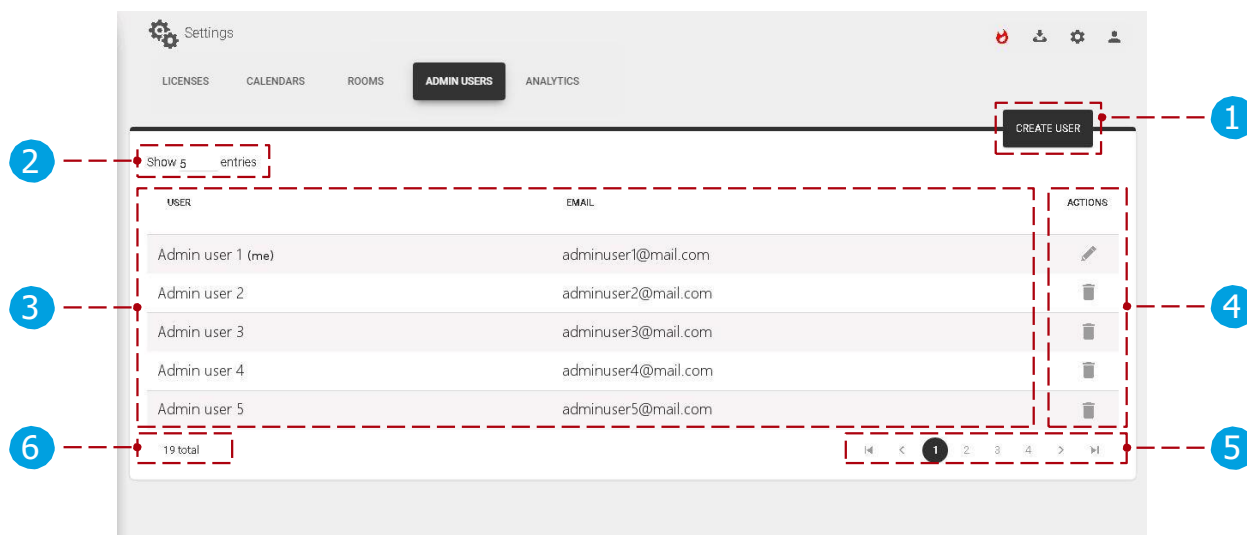 Settings
LICENSES CALENDARS ROOMS ADMIN USERS ANALYTICS
1
CREATE USER
2
Show 5 entries
USER EMAIL ACTIONS
Admin user 1 (me) adminuser1@mail.com
Admin user 2 adminuser2@mail.com
3
4
Admin user 3 adminuser3@mail.com
Admin user 4 adminuser4@mail.com
Admin user 5 adminuser5@mail.com
6
19 total 1 2 3 4
5